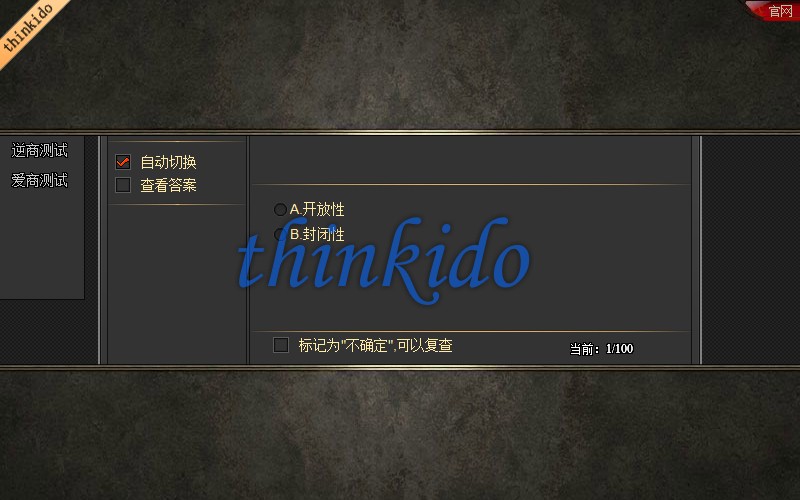 thinkido
官网
逆商测试
爱商测试
自动切换
查看答案
A.开放性
B.封闭性
thinkido
标记为"不确定",可以复查
当前：1/100